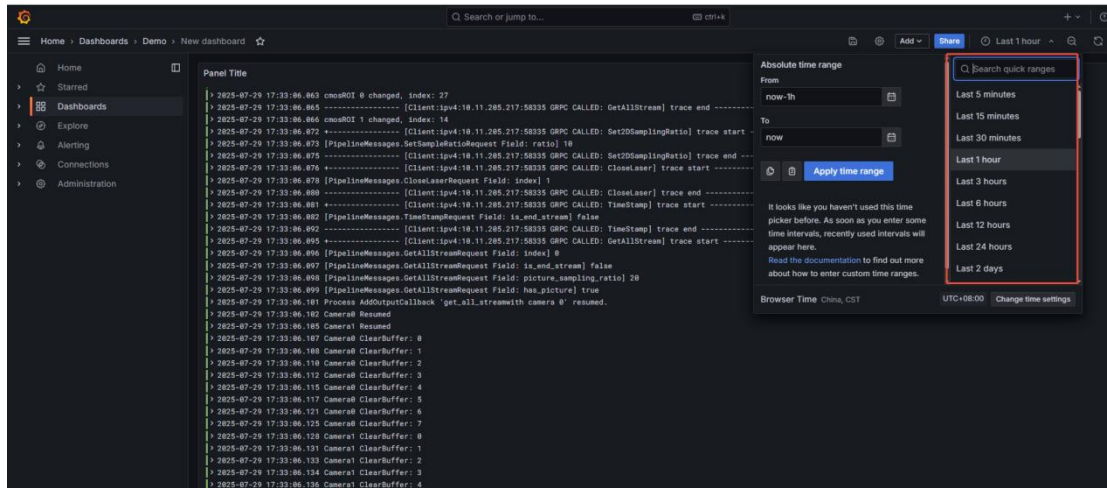 Search or jump to... ctrl+k
Home › Dashboards › Demo › New dashboard
Add
Share
Last 1 hour
Home
Starred
Dashboards
Explore
Alerting
Connections
Administration
Panel Title
> 2025-07-29 17:33:06.063 cmosROI 0 changed, index: 27
> 2025-07-29 17:33:06.065 ---------------- [Client:ipv4:10.11.205.217:58335 GRPC CALLED: GetAllStream] trace end ---------
> 2025-07-29 17:33:06.066 cmosROI 1 changed, index: 14
> 2025-07-29 17:33:06.072 +---------------- [Client:ipv4:10.11.205.217:58335 GRPC CALLED: Set2DSamplingRatio] trace start -
> 2025-07-29 17:33:06.073 [PipelineMessages.SetSampleRatioRequest Field: ratio] 10
> 2025-07-29 17:33:06.075 ---------------- [Client:ipv4:10.11.205.217:58335 GRPC CALLED: Set2DSamplingRatio] trace end ---
> 2025-07-29 17:33:06.076 +---------------- [Client:ipv4:10.11.205.217:58335 GRPC CALLED: CloseLaser] trace start ------
> 2025-07-29 17:33:06.078 [PipelineMessages.CloseLaserRequest Field: index] 1
> 2025-07-29 17:33:06.080 ---------------- [Client:ipv4:10.11.205.217:58335 GRPC CALLED: CloseLaser] trace end ----------
> 2025-07-29 17:33:06.081 +---------------- [Client:ipv4:10.11.205.217:58335 GRPC CALLED: TimeStamp] trace start --------
> 2025-07-29 17:33:06.082 [PipelineMessages.TimeStampRequest Field: is_end_stream] false
> 2025-07-29 17:33:06.092 ---------------- [Client:ipv4:10.11.205.217:58335 GRPC CALLED: TimeStamp] trace end -----------
> 2025-07-29 17:33:06.095 +---------------- [Client:ipv4:10.11.205.217:58335 GRPC CALLED: GetAllStream] trace start ------
> 2025-07-29 17:33:06.096 [PipelineMessages.GetAllStreamRequest Field: index] 0
> 2025-07-29 17:33:06.097 [PipelineMessages.GetAllStreamRequest Field: is_end_stream] false
> 2025-07-29 17:33:06.098 [PipelineMessages.GetAllStreamRequest Field: picture_sampling_ratio] 20
> 2025-07-29 17:33:06.099 [PipelineMessages.GetAllStreamRequest Field: has_picture] true
> 2025-07-29 17:33:06.101 Process AddOutputCallback 'get_all_streamwith camera 0' resumed.
> 2025-07-29 17:33:06.102 Camera0 Resumed
> 2025-07-29 17:33:06.105 Camera1 Resumed
> 2025-07-29 17:33:06.107 Camera0 ClearBuffer: 0
> 2025-07-29 17:33:06.108 Camera0 ClearBuffer: 1
> 2025-07-29 17:33:06.110 Camera0 ClearBuffer: 2
> 2025-07-29 17:33:06.112 Camera0 ClearBuffer: 3
> 2025-07-29 17:33:06.115 Camera0 ClearBuffer: 4
> 2025-07-29 17:33:06.117 Camera0 ClearBuffer: 5
> 2025-07-29 17:33:06.121 Camera0 ClearBuffer: 6
> 2025-07-29 17:33:06.125 Camera0 ClearBuffer: 7
> 2025-07-29 17:33:06.128 Camera1 ClearBuffer: 0
> 2025-07-29 17:33:06.131 Camera1 ClearBuffer: 1
> 2025-07-29 17:33:06.133 Camera1 ClearBuffer: 2
> 2025-07-29 17:33:06.134 Camera1 ClearBuffer: 3
> 2025-07-29 17:33:06.136 Camera1 ClearBuffer: 4
Absolute time range
From
now-1h
To
now
Apply time range
It looks like you haven't used this time
picker before. As soon as you enter some
time intervals, recently used intervals will
appear here.
Read the documentation to find out more
about how to enter custom time ranges.
Search quick ranges
Last 5 minutes
Last 15 minutes
Last 30 minutes
Last 1 hour
Last 3 hours
Last 6 hours
Last 12 hours
Last 24 hours
Last 2 days
Browser Time China, CST
UTC+08:00
Change time settings